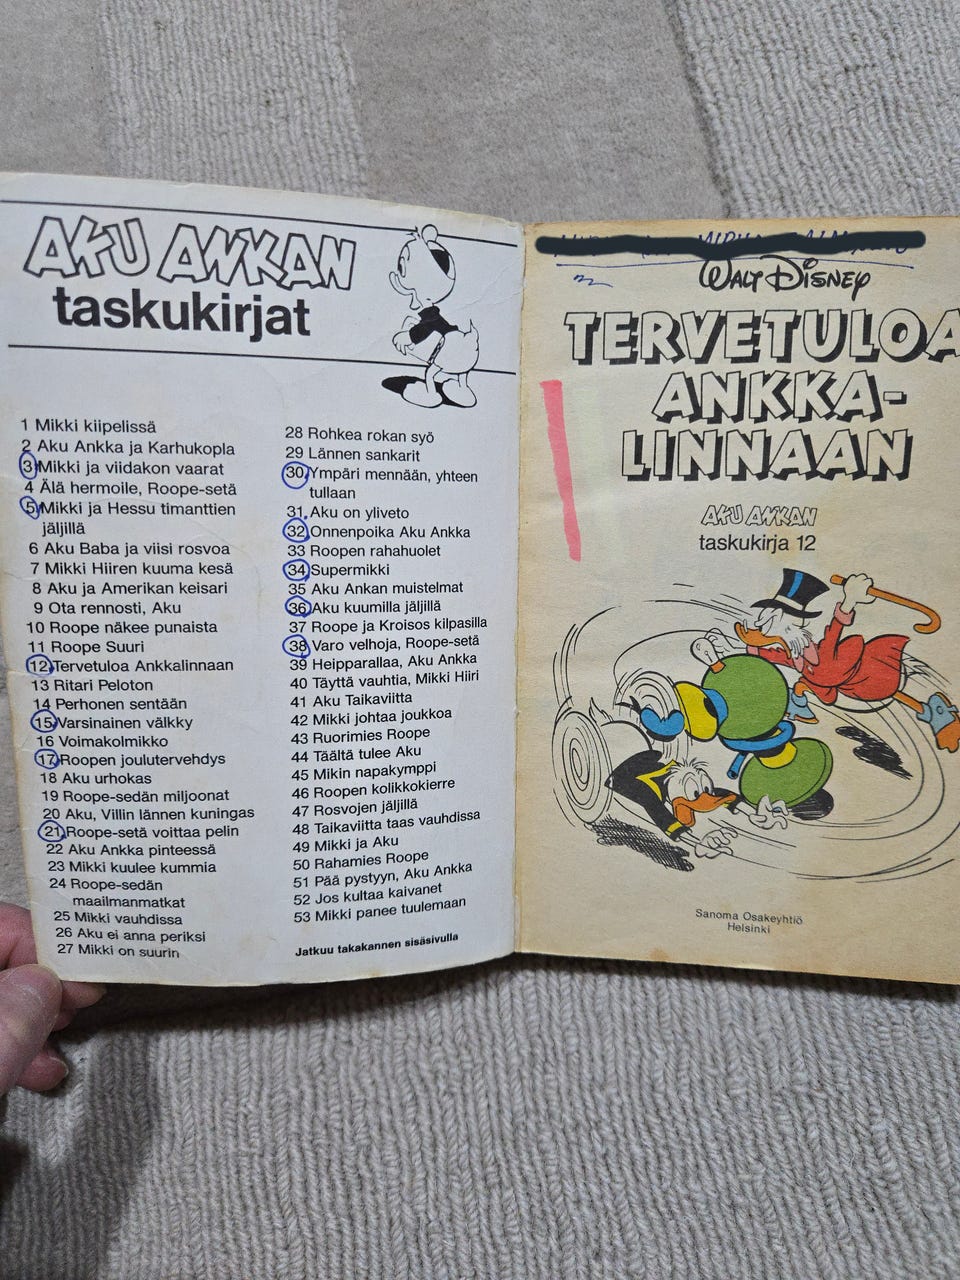 AKU ANKAN
taskukirjat
1 Mikki kiipelissä
2 Aku Ankka ja Karhukopla
3 Mikki ja viidakon vaarat
4 Älä hermoile, Roope-setä
5 Mikki ja Hessu timanttien
jäljillä
6 Aku Baba ja viisi rosvoa
7 Mikki Hiiren kuuma kesä
8 Aku ja Amerikan keisari
9 Ota rennosti, Aku
10 Roope näkee punaista
11 Roope Suuri
12 Tervetuloa Ankkalinnaan
13 Ritari Peloton
14 Perhonen sentään
15 Varsinainen välkky
16 Voimakolmikko
17 Roopen joulutervehdys
18 Aku urhokas
19 Roope-sedän miljoonat
20 Aku, Villin lännen kuningas
21 Roope-setä voittaa pelin
22 Aku Ankka pinteessä
23 Mikki kuulee kummia
24 Roope-sedän
maailmanmatkat
25 Mikki vauhdissa
26 Aku ei anna periksi
27 Mikki on suurin
28 Rohkea rokan syö
29 Lännen sankarit
30 Ympäri mennään, yhteen
tullaan
31 Aku on yliveto
32 Onnenpoika Aku Ankka
33 Roopen rahahuolet
34 Supermikki
35 Aku Ankan muistelmat
36 Aku kuumilla jäljillä
37 Roope ja Kroisos kilpasilla
38 Varo velhoja, Roope-setä
39 Heipparallaa, Aku Ankka
40 Täyttä vauhtia, Mikki Hiiri
41 Aku Taikaviitta
42 Mikki johtaa joukkoa
43 Ruorimies Roope
44 Täältä tulee Aku
45 Mikin napakymppi
46 Roopen kolikkokierre
47 Rosvojen jäljillä
48 Taikaviitta taas vauhdissa
49 Mikki ja Aku
50 Rahamies Roope
51 Pää pystyyn, Aku Ankka
52 Jos kultaa kaivanet
53 Mikki panee tuulemaan
Jatkuu takakannen sisäsivulla
WALT DISNEY
TERVETULOA
ANKKA-
LINNAAN
AKU ANKAN
taskukirja 12
Sanoma Osakeyhtiö
Helsinki